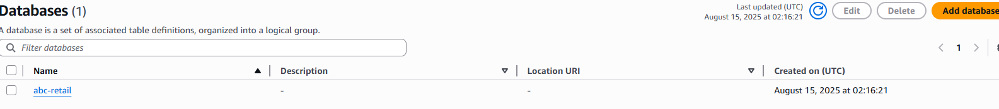 Databases (1)
Last updated (UTC)
August 15, 2025 at 02:16:21
Edit
Delete
Add database
A database is a set of associated table definitions, organized into a logical group.
Filter databases
1
Name
Description
Location URI
Created on (UTC)
abc-retail
-
-
August 15, 2025 at 02:16:21